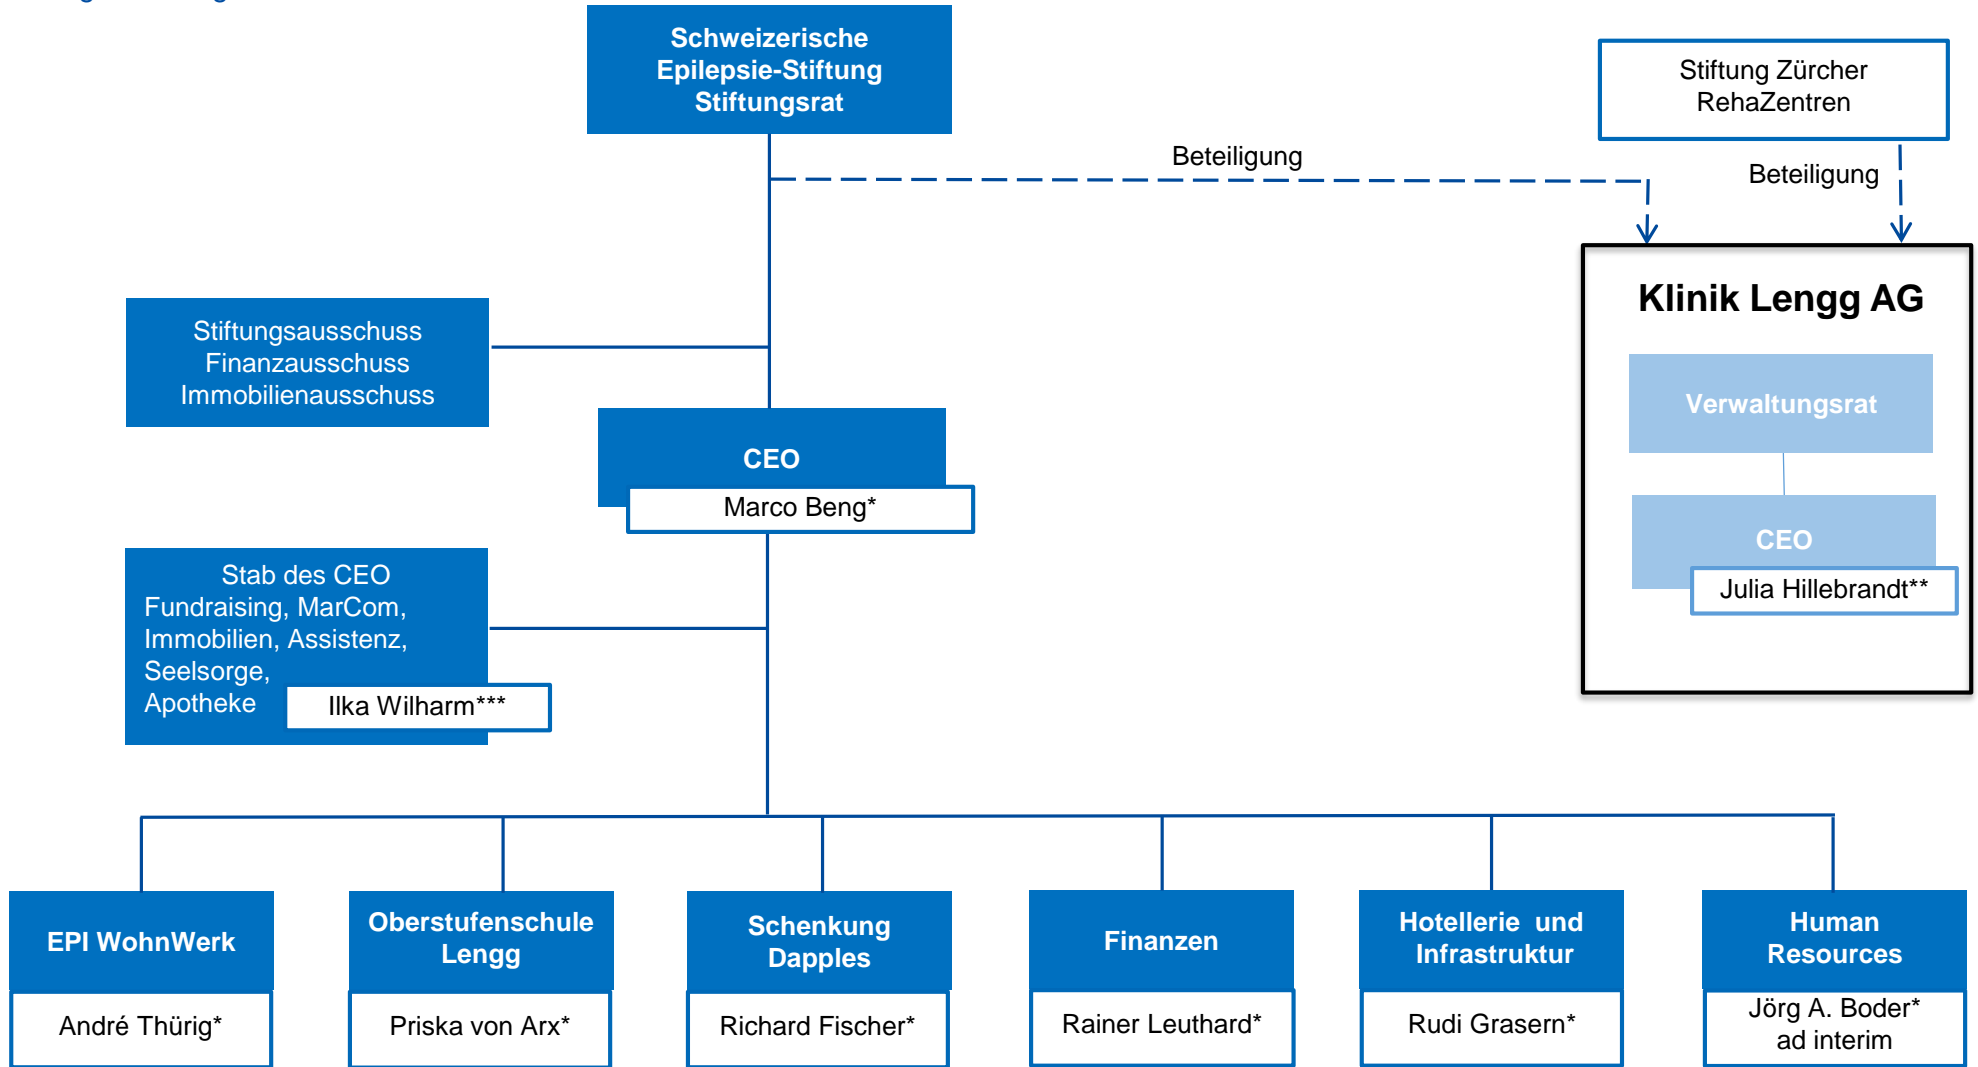 Schweizerische
Epilepsie-Stiftung
Stiftungsrat
Stiftung Zürcher
RehaZentren
Beteiligung
Beteiligung
Klinik Lengg AG
Verwaltungsrat
CEO
Julia Hillebrandt**
Stiftungsausschuss
Finanzausschuss
Immobilienausschuss
CEO
Marco Beng*
Stab des CEO
Fundraising, MarCom,
Immobilien, Assistenz,
Seelsorge,
Apotheke
Ilka Wilharm***
EPI WohnWerk
André Thürig*
Oberstufenschule
Lengg
Priska von Arx*
Schenkung
Dapples
Richard Fischer*
Finanzen
Rainer Leuthard*
Hotellerie und
Infrastruktur
Rudi Grasern*
Human
Resources
Jörg A. Boder*
ad interim